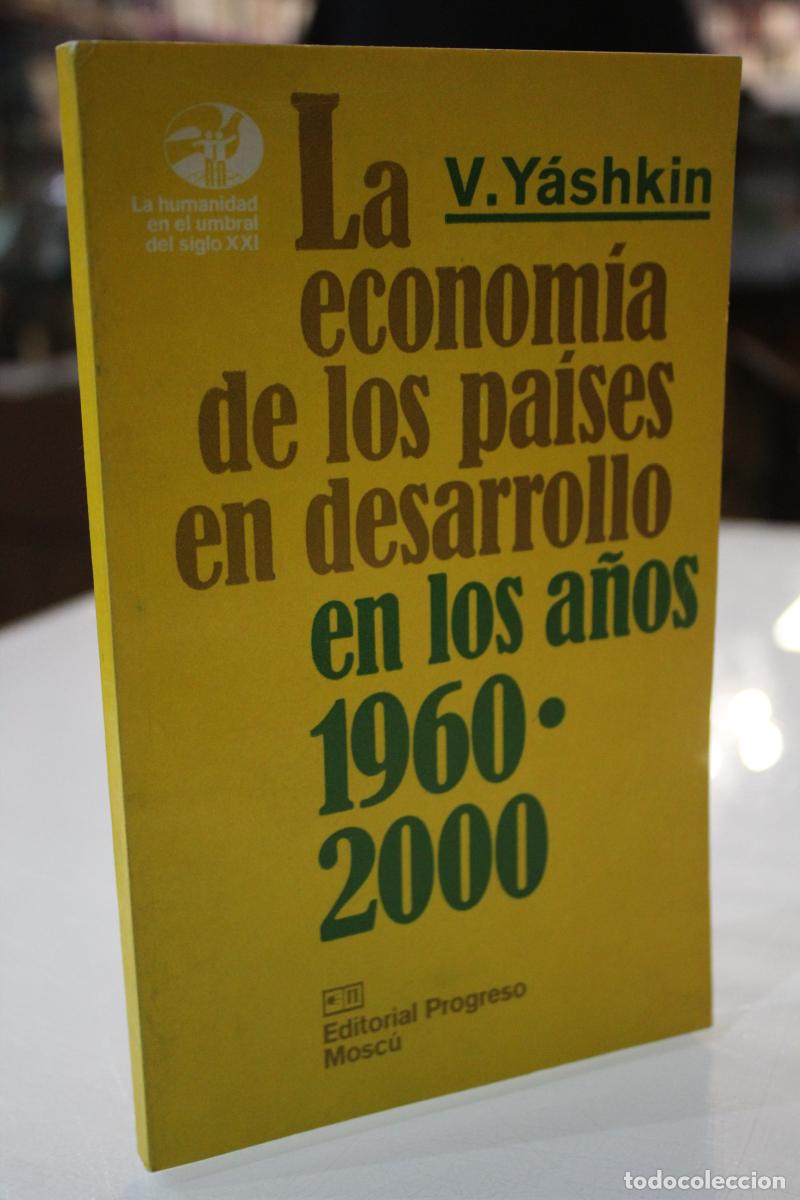 La humanidad
en el umbral
del siglo XXI
V. Yáshkin
La
economía
de los países
en desarrollo
en los años
1960·
2000
Editorial Progreso
Moscú
todocoleccion